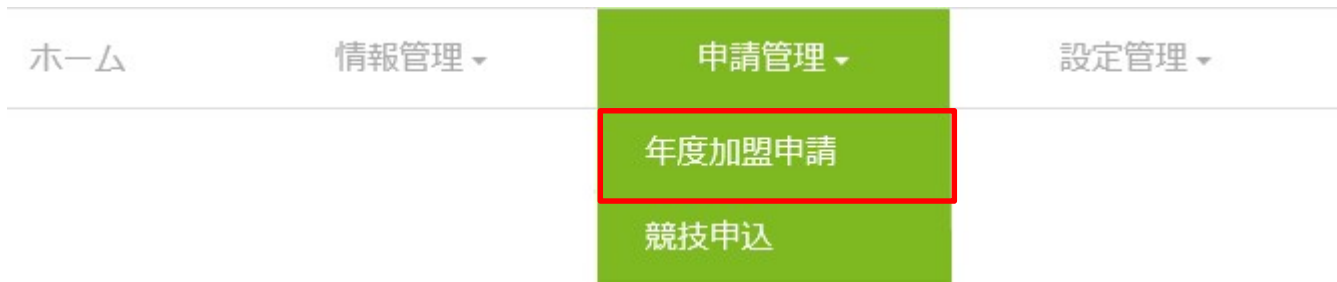 ホーム 情報管理 申請管理 設定管理
年度加盟申請
競技申込